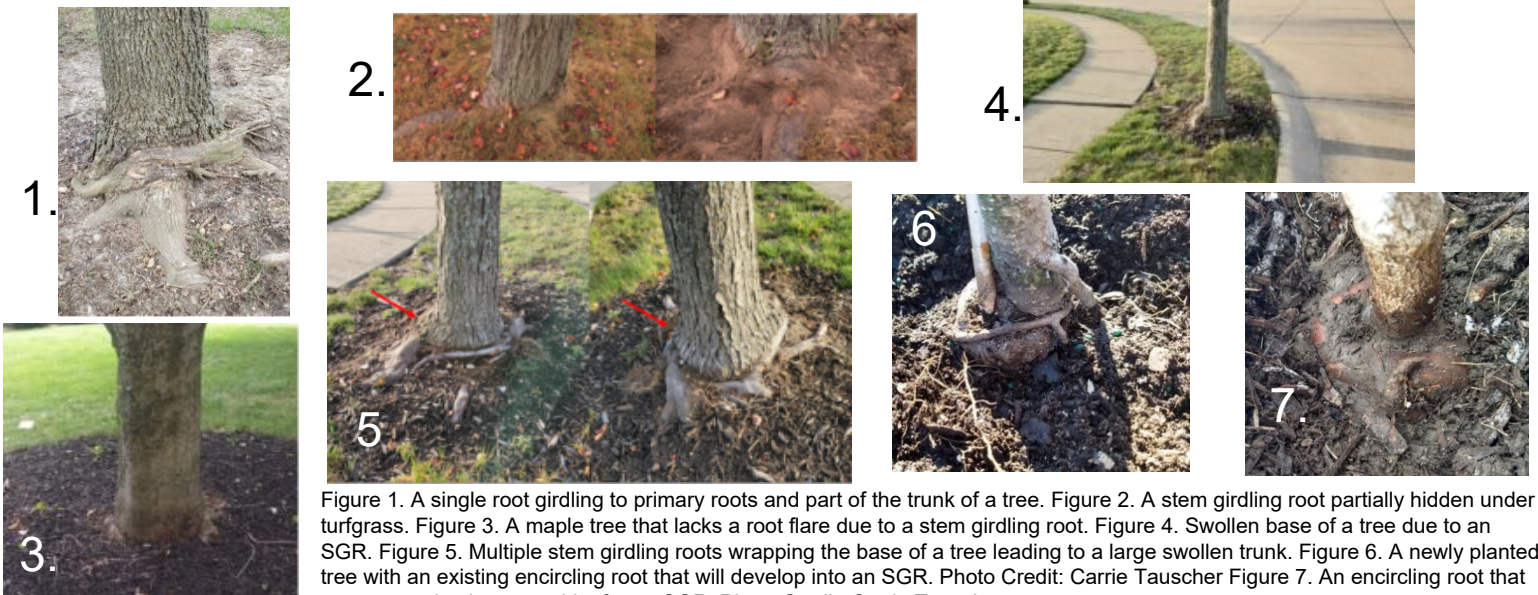 1.
2.
4.
5
6
7.
3.
Figure 1. A single root girdling to primary roots and part of the trunk of a tree. Figure 2. A stem girdling root partially hidden under
turfgrass. Figure 3. A maple tree that lacks a root flare due to a stem girdling root. Figure 4. Swollen base of a tree due to an
SGR. Figure 5. Multiple stem girdling roots wrapping the base of a tree leading to a large swollen trunk. Figure 6. A newly planted
tree with an existing encircling root that will develop into an SGR. Photo Credit: Carrie Tauscher Figure 7. An encircling root that